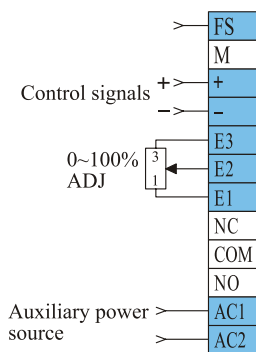 FS
M
Control signals
+ +
− −
E3
0~100% 3 E2
ADJ 1
E1
NC
COM
NO
Auxiliary power AC1
source AC2